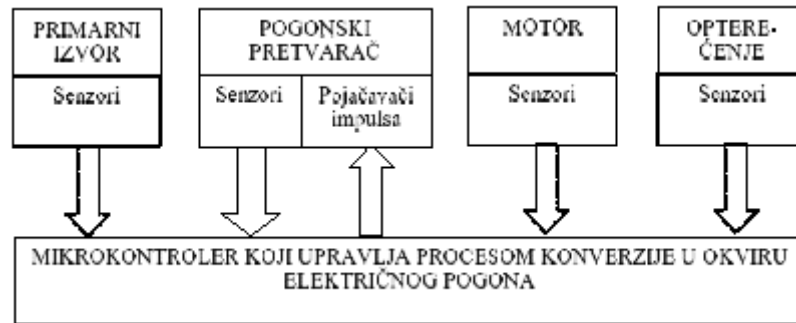 PRIMARNI
IZVOR
Senzori
POGONSKI
PRETVARAČ
Senzori
Pojačavači
impulsa
MOTOR
Senzori
OPTERE-
ĆENJE
Senzori
MIKROKONTROLER KOJI UPRAVLJA PROCESOM KONVERZIJE U OKVIRU
ELEKTRIČNOG POGONA